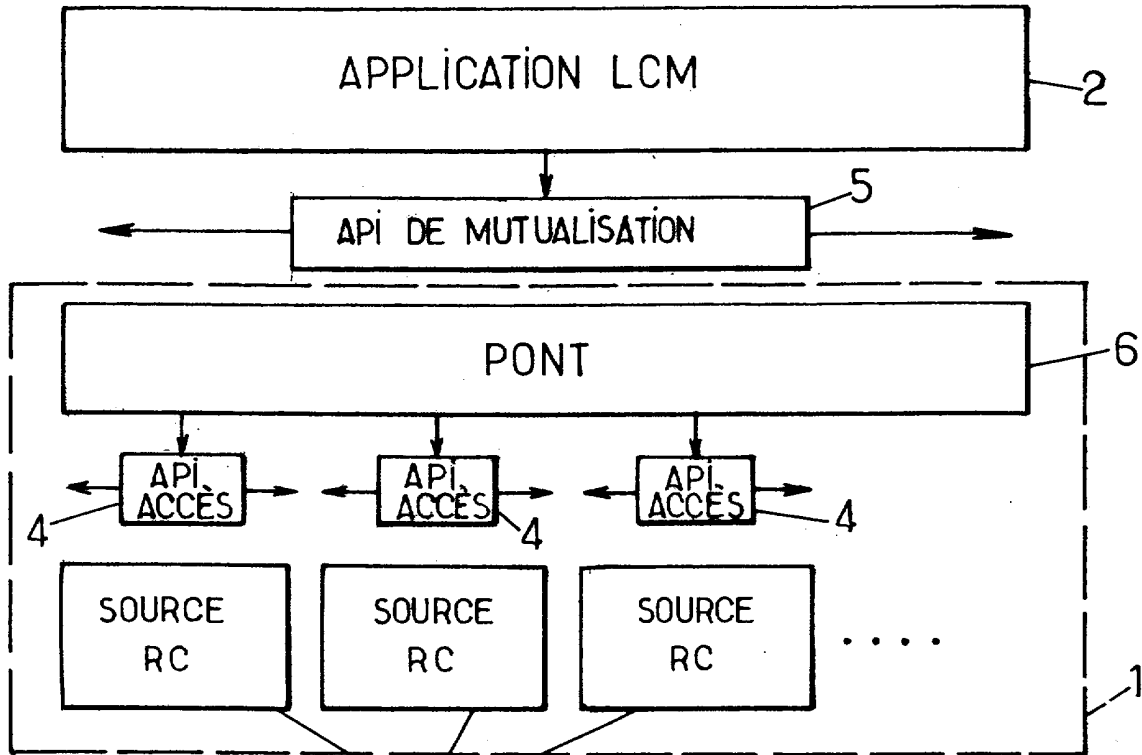 APPLICATION LCM
2
5
API DE MUTUALISATION
PONT
6
API
ACCÈS
4
API
ACCÈS
4
API
ACCÈS
4
SOURCE
RC
SOURCE
RC
SOURCE
RC
....
1